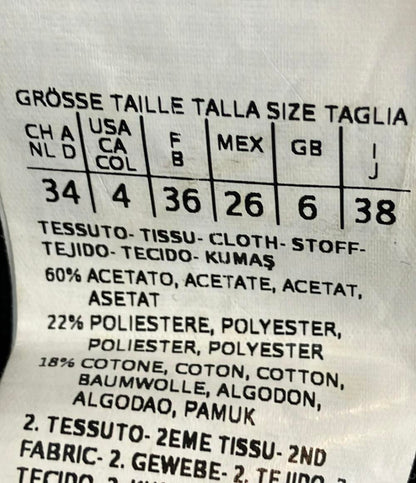 GRÖSSE TAILLE TALLA SIZE TAGLIA
CH A NL D USA CA COL F B MEX GB I J
34 4 36 26 6 38
TESSUTO- TISSU- CLOTH- STOFF-
TEJIDO- TECIDO- KUMAŞ
60% ACETATO, ACETATE, ACETAT,
ASETAT
22% POLIESTERE, POLYESTER,
POLIESTER, POLYESTER
18% COTONE, COTON, COTTON,
BAUMWOLLE, ALGODON,
ALGODAO, PAMUK
2. TESSUTO- 2EME TISSU- 2ND
FABRIC- 2. GEWEBE- 2. TEJIDO-
TECIDO-